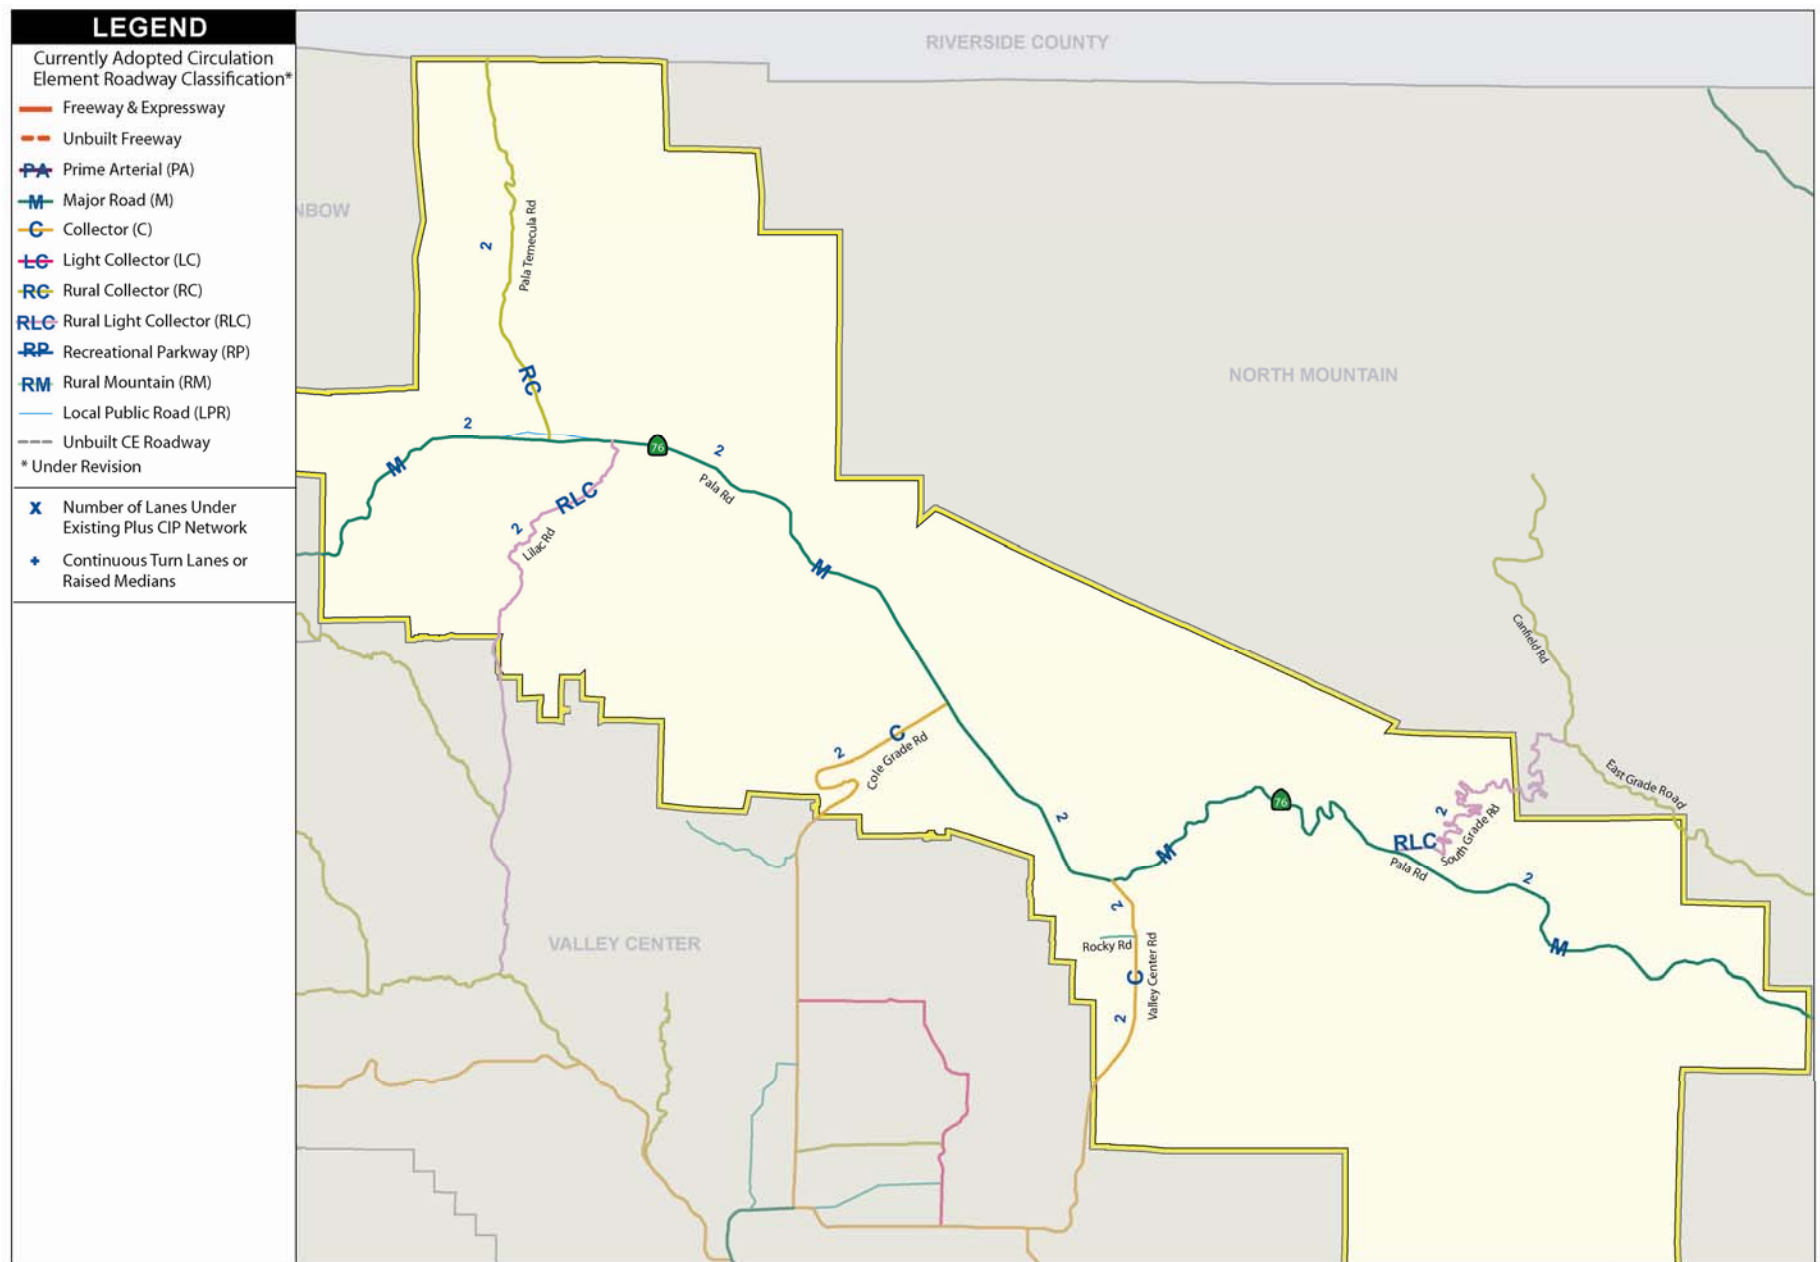 LEGEND
Currently Adopted Circulation
Element Roadway Classification*
Freeway & Expressway
Unbuilt Freeway
PA Prime Arterial (PA)
M Major Road (M)
C Collector (C)
LC Light Collector (LC)
RC Rural Collector (RC)
RLC Rural Light Collector (RLC)
RP Recreational Parkway (RP)
RM Rural Mountain (RM)
Local Public Road (LPR)
Unbuilt CE Roadway
* Under Revision
x Number of Lanes Under
Existing Plus CIP Network
+ Continuous Turn Lanes or
Raised Medians
RIVERSIDE COUNTY
NBOW
2
Pala Temecula Rd
RC
NORTH MOUNTAIN
2
M
76
2
Pala Rd
RLC
2
Lilac Rd
M
Canfield Rd
C
2
Cole Grade Rd
East Grade Road
2
76
M
2
RLC
South Grade Rd
Pala Rd
2
2
Rocky Rd
M
VALLEY CENTER
C
Valley Center Rd
2